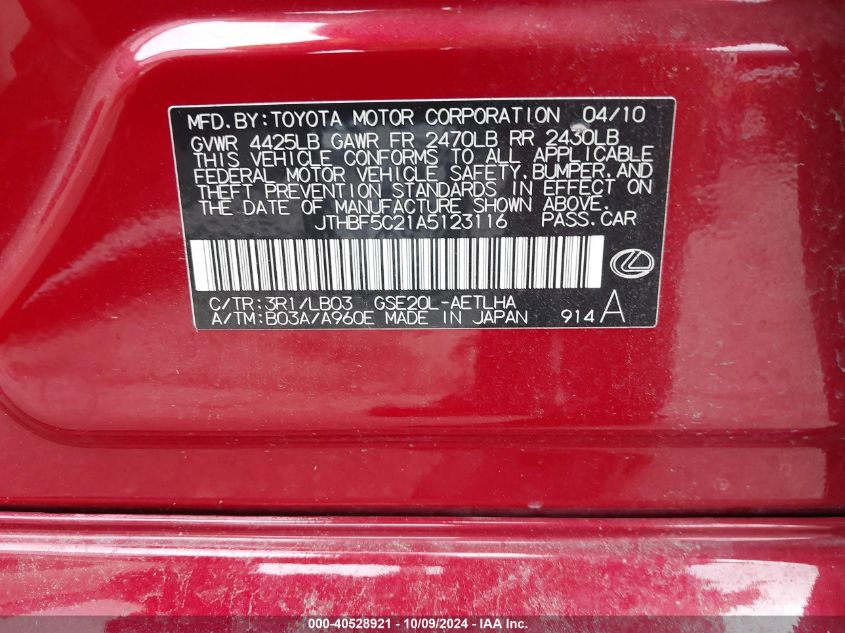 MFD.BY:TOYOTA MOTOR CORPORATION 04/10
GVWR 4425LB GAWR FR 2470LB RR 2430LB
THIS VEHICLE CONFORMS TO ALL APPLICABLE
FEDERAL MOTOR VEHICLE SAFETY,BUMPER,AND
THEFT PREVENTION STANDARDS IN EFFECT ON
THE DATE OF MANUFACTURE SHOWN ABOVE.
JTHBF5C21A5123116 PASS.CAR
C/TR:3R1/LB03 GSE20L-AETLHA
A/TM:B03A/A960E MADE IN JAPAN 914 A
000-40528921 - 10/09/2024 - IAA Inc.